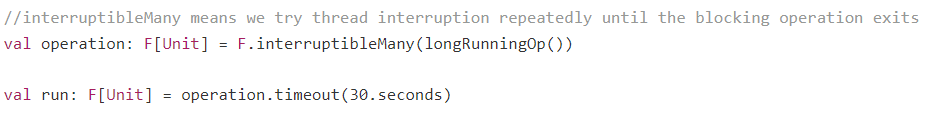 //interruptibleMany means we try thread interruption repeatedly until the blocking operation exits
val operation: F[Unit] = F.interruptibleMany(longRunningOp())
val run: F[Unit] = operation.timeout(30.seconds)